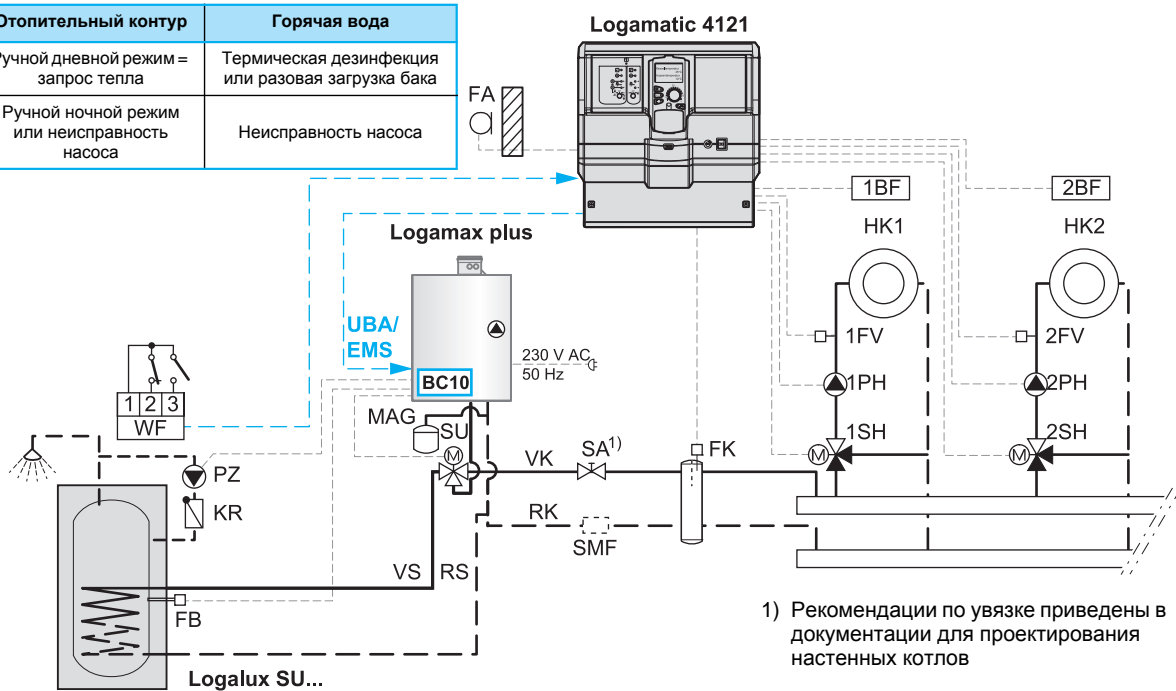 Отопительный контур
Горячая вода
Ручной дневной режим =
запрос тепла
Термическая дезинфекция
или разовая загрузка бака
Ручной ночной режим
или неисправность
насоса
Неисправность насоса
Logamatic 4121
FA
1BF
2BF
HK1
HK2
Logamax plus
UBA/
EMS
BC10
230 V AC
50 Hz
1FV
2FV
1PH
2PH
1SH
2SH
M
M
1 2 3
WF
MAG
SU
M
VK
SA1)
FK
PZ
KR
RK
SMF
VS
RS
FB
Logalux SU...
1) Рекомендации по увязке приведены в
документации для проектирования
настенных котлов